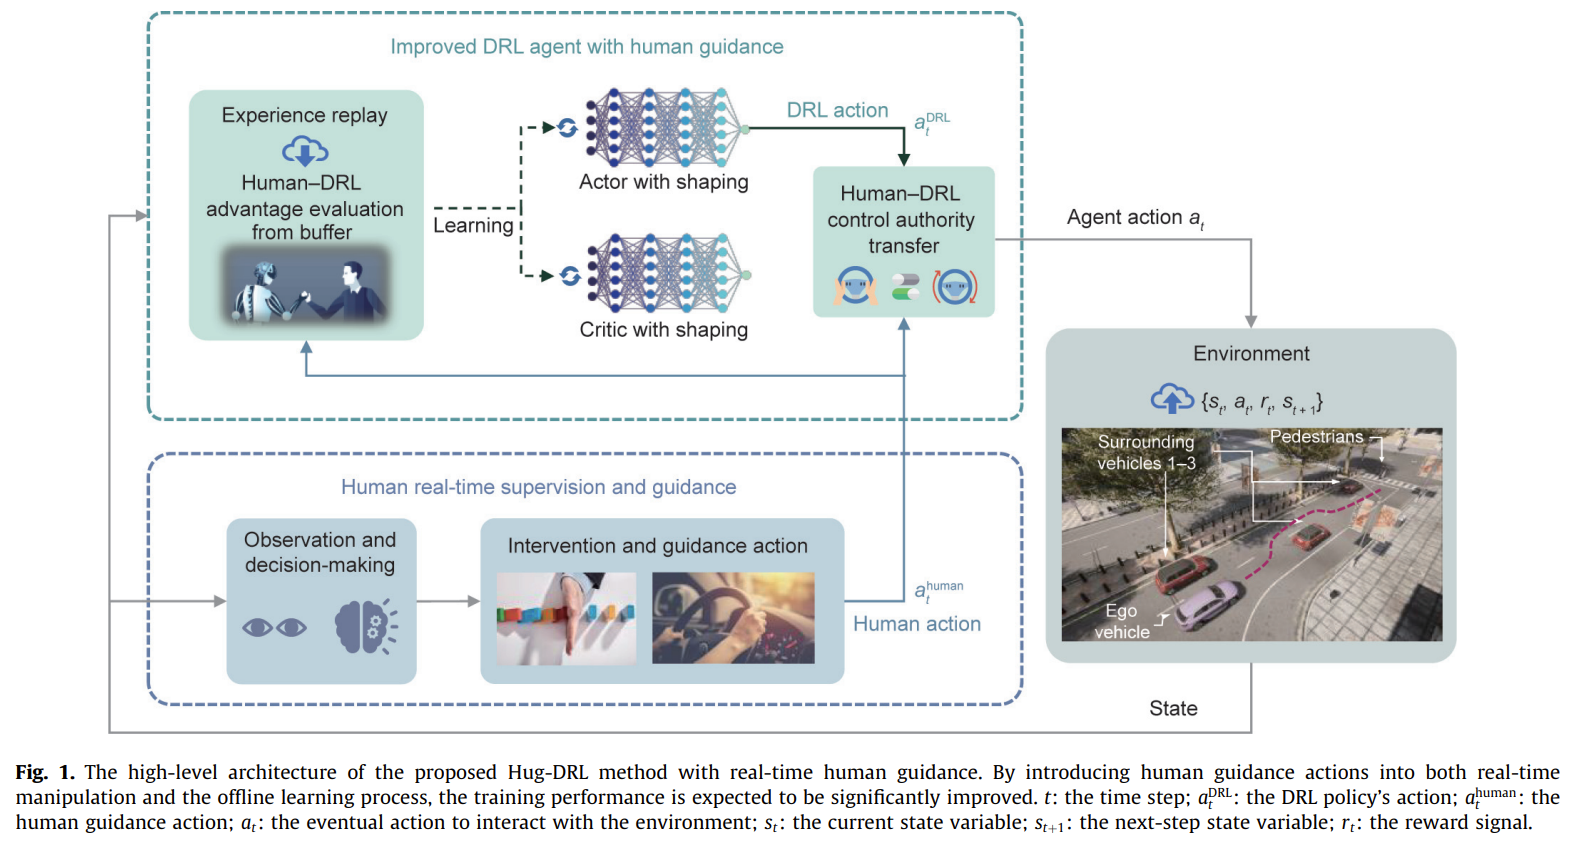 Improved DRL agent with human guidance
Experience replay
Human–DRL
advantage evaluation
from buffer
Learning
Actor with shaping
Critic with shaping
DRL action
a_t^DRL
Human–DRL
control authority
transfer
Agent action a_t
Environment
{s_t, a_t, r_t, s_{t + 1}}
Surrounding
vehicles 1–3
Pedestrians
Ego
vehicle
Human real-time supervision and guidance
Observation and
decision-making
Intervention and guidance action
a_t^human
Human action
State
Fig. 1. The high-level architecture of the proposed Hug-DRL method with real-time human guidance. By introducing human guidance actions into both real-time
manipulation and the offline learning process, the training performance is expected to be significantly improved. t: the time step; a_t^DRL: the DRL policy's action; a_t^human: the
human guidance action; a_t: the eventual action to interact with the environment; s_t: the current state variable; s_{t+1}: the next-step state variable; r_t: the reward signal.